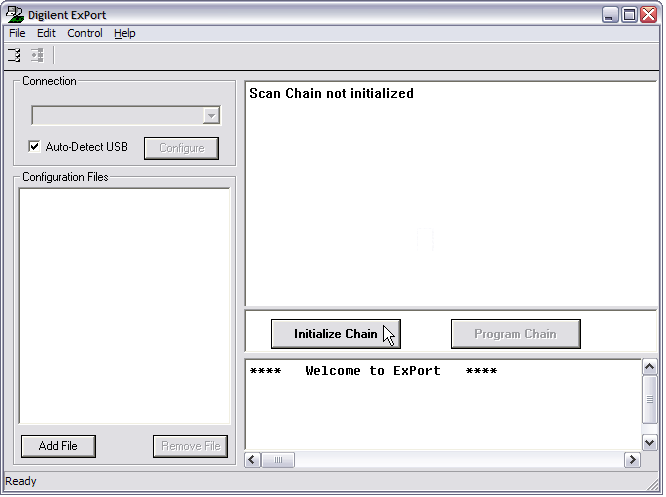 Digilent ExPort
File Edit Control Help
Connection
Auto-Detect USB
Configure
Configuration Files
Add File
Remove File
Scan Chain not initialized
Initialize Chain
Program Chain
**** Welcome to ExPort ****
Ready